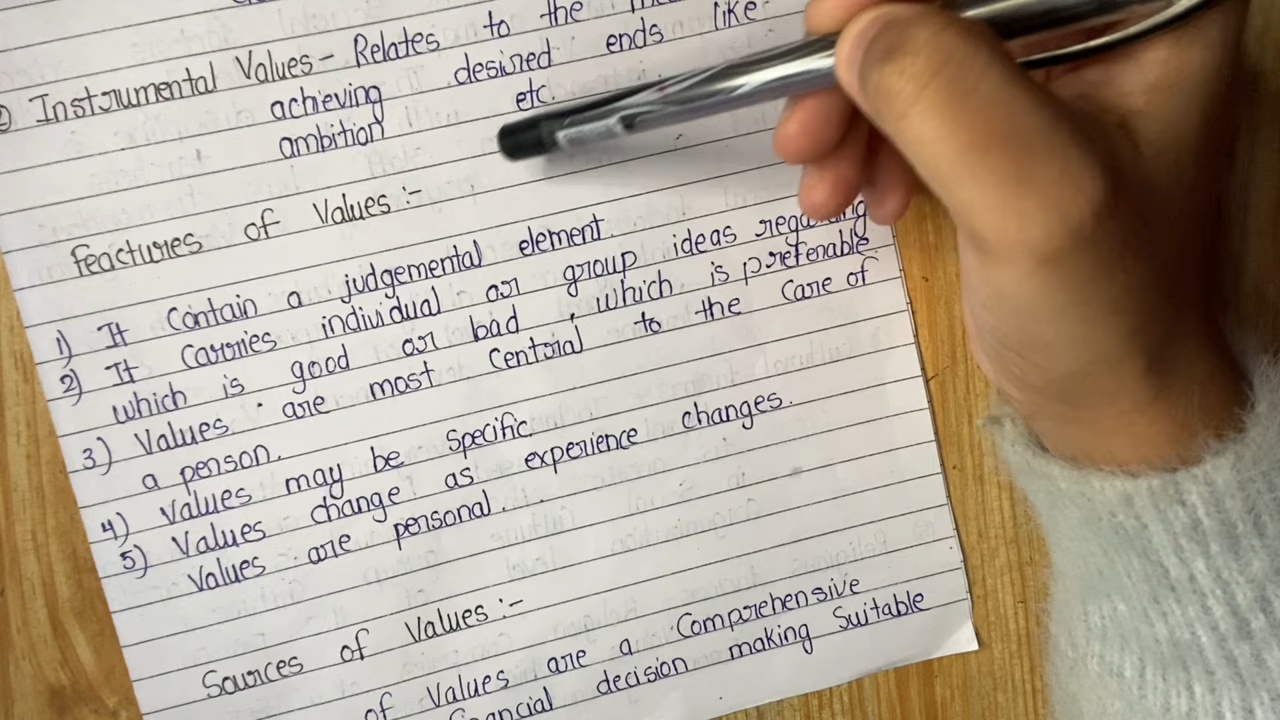 Instrumental Values - Relates to the
achieving desired ends like
ambition etc.
Feactures of Values :-
1) It Contain a judgemental element
2) It carries individual or group ideas regarding
which is good or bad , which is preferable
3) Values are most Central to the Care of
a person.
4) Values may be Specific.
5) Values change as experience changes.
Values are personal.
Sources of Values :-
of Values are a Comprehensive
decision making Suitable